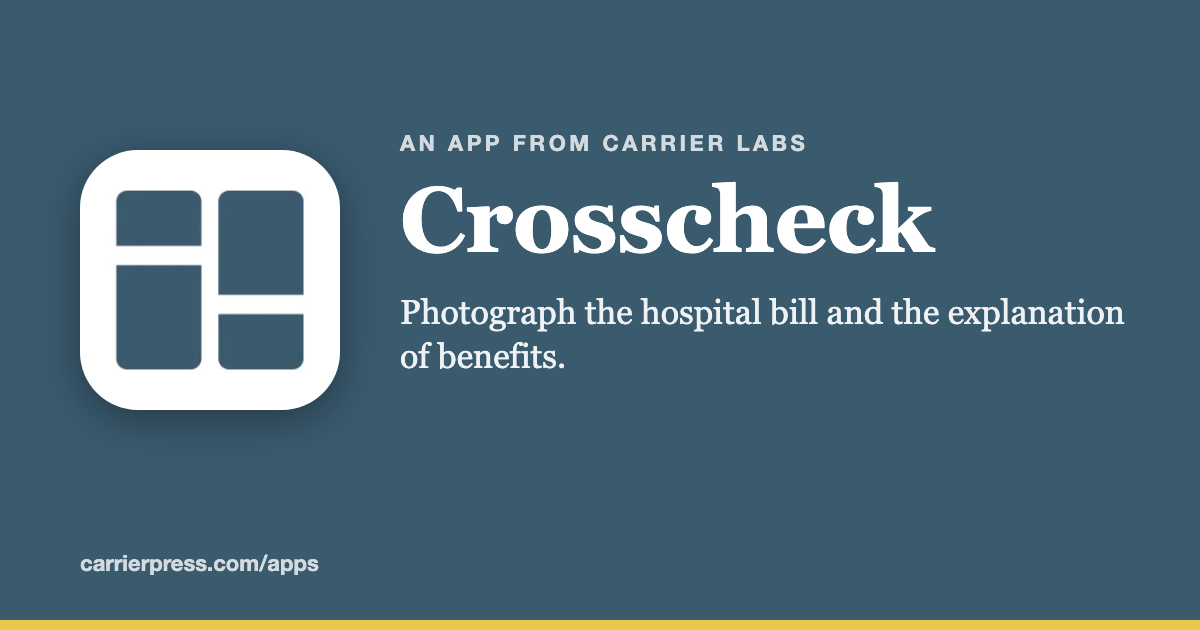 AN APP FROM CARRIER LABS
Crosscheck
Photograph the hospital bill and the explanation
of benefits.
carrierpress.com/apps